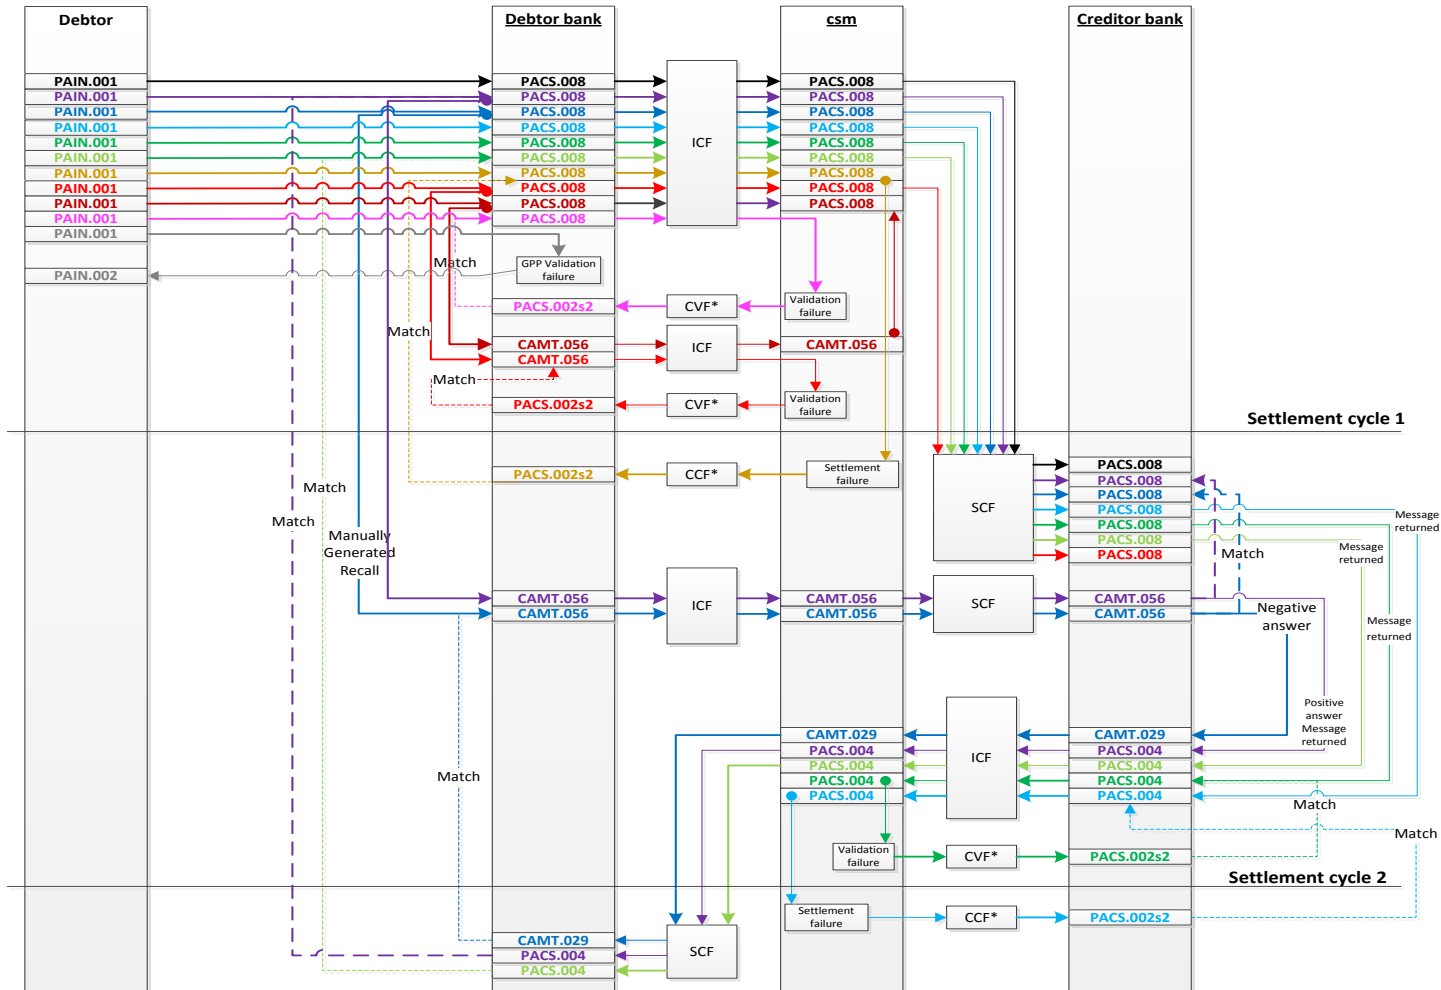 Debtor
Debtor bank
csm
Creditor bank
PAIN.001
PACS.008
PACS.008
PAIN.001
PACS.008
PACS.008
PAIN.001
PACS.008
PACS.008
PAIN.001
PACS.008
PACS.008
PAIN.001
PACS.008
ICF
PACS.008
PAIN.001
PACS.008
PACS.008
PAIN.001
PACS.008
PACS.008
PAIN.001
PACS.008
PACS.008
PAIN.001
PACS.008
PACS.008
PAIN.001
PACS.008
PAIN.001
Match
GPP Validation
failure
PAIN.002
PACS.002s2
CVF*
Validation
failure
Match
CAMT.056
ICF
CAMT.056
CAMT.056
Match
PACS.002s2
CVF*
Validation
failure
Settlement cycle 1
PACS.002s2
CCF*
Settlement
failure
SCF
PACS.008
PACS.008
PACS.008
PACS.008
PACS.008
PACS.008
PACS.008
Message
returned
Message
returned
Match
Match
Match
Manually
Generated
Recall
CAMT.056
ICF
CAMT.056
SCF
CAMT.056
CAMT.056
CAMT.056
CAMT.056
Negative
answer
Message
returned
Positive
answer
Message
returned
CAMT.029
ICF
CAMT.029
PACS.004
PACS.004
PACS.004
PACS.004
PACS.004
PACS.004
PACS.004
PACS.004
Match
Match
Match
Validation
failure
CVF*
PACS.002s2
Settlement cycle 2
Settlement
failure
CCF*
PACS.002s2
CAMT.029
SCF
PACS.004
PACS.004